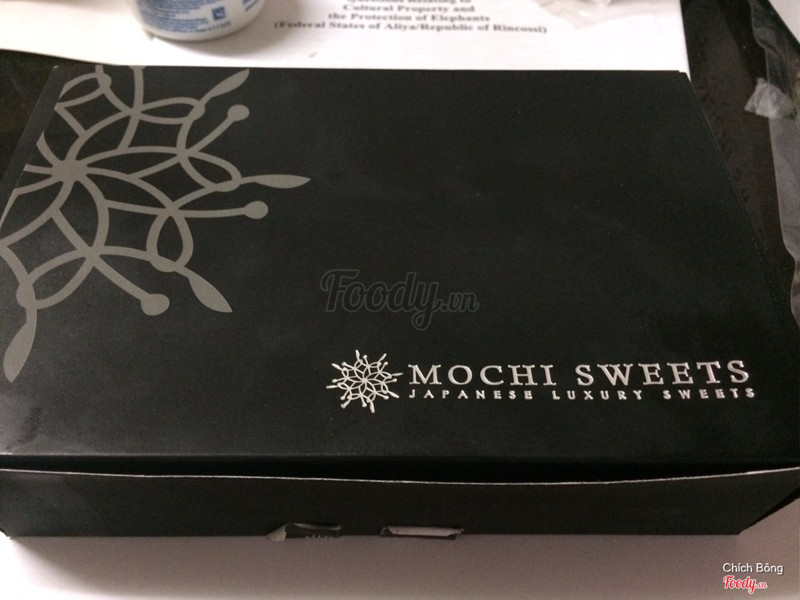 Cultural Property and
the Protection of Elephants
(Federal States of Aliya/Republic of Rincossi)
Foody.vn
MOCHI SWEETS
JAPANESE LUXURY SWEETS
Chích Bông
Foody.vn